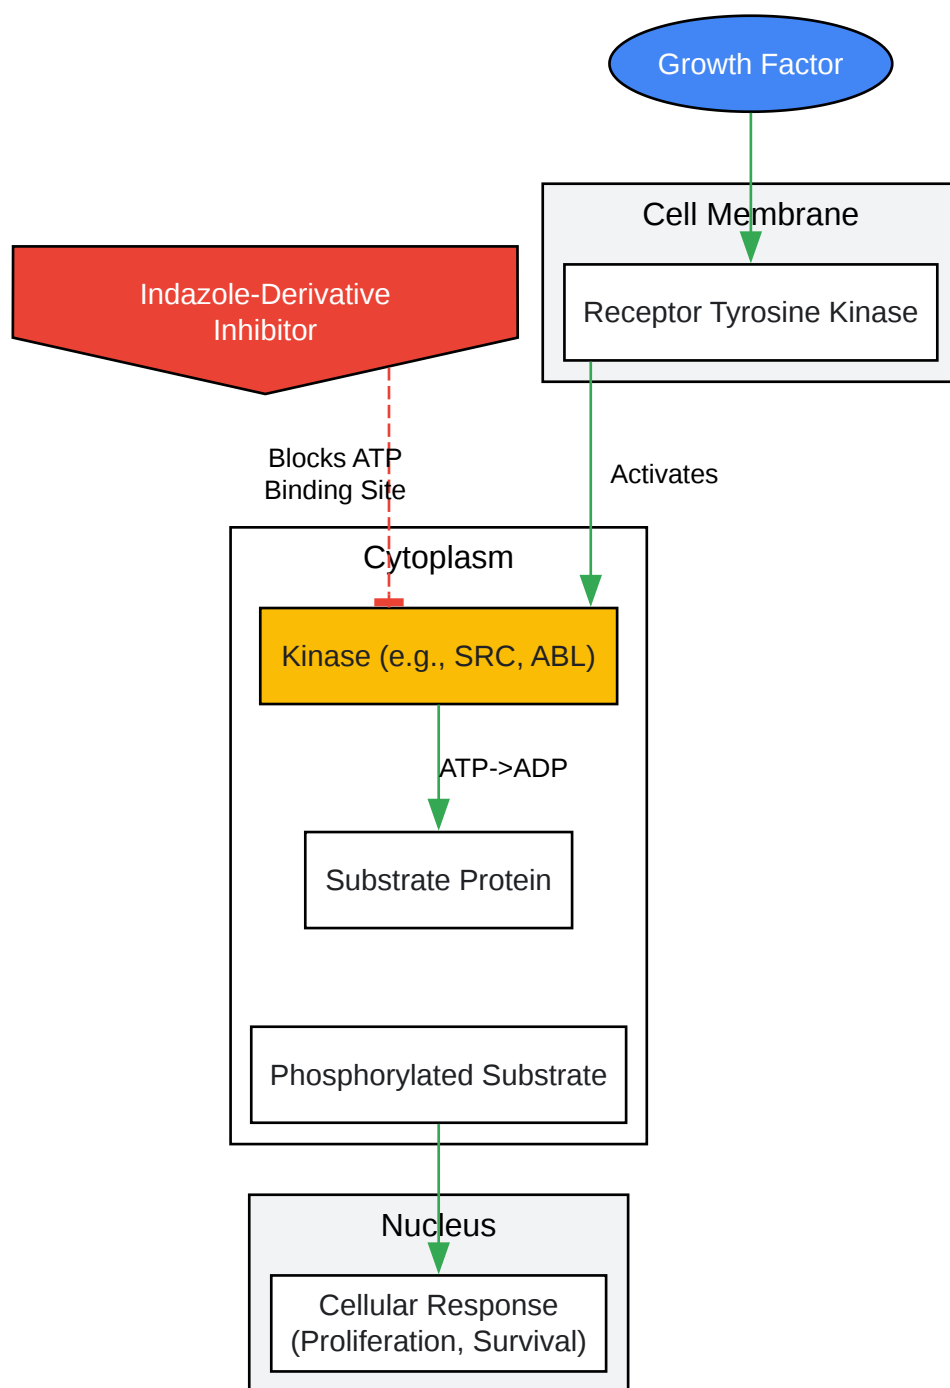 Growth Factor
Cell Membrane
Receptor Tyrosine Kinase
Indazole-Derivative
Inhibitor
Blocks ATP
Binding Site
Activates
Cytoplasm
Kinase (e.g., SRC, ABL)
ATP->ADP
Substrate Protein
Phosphorylated Substrate
Nucleus
Cellular Response
(Proliferation, Survival)